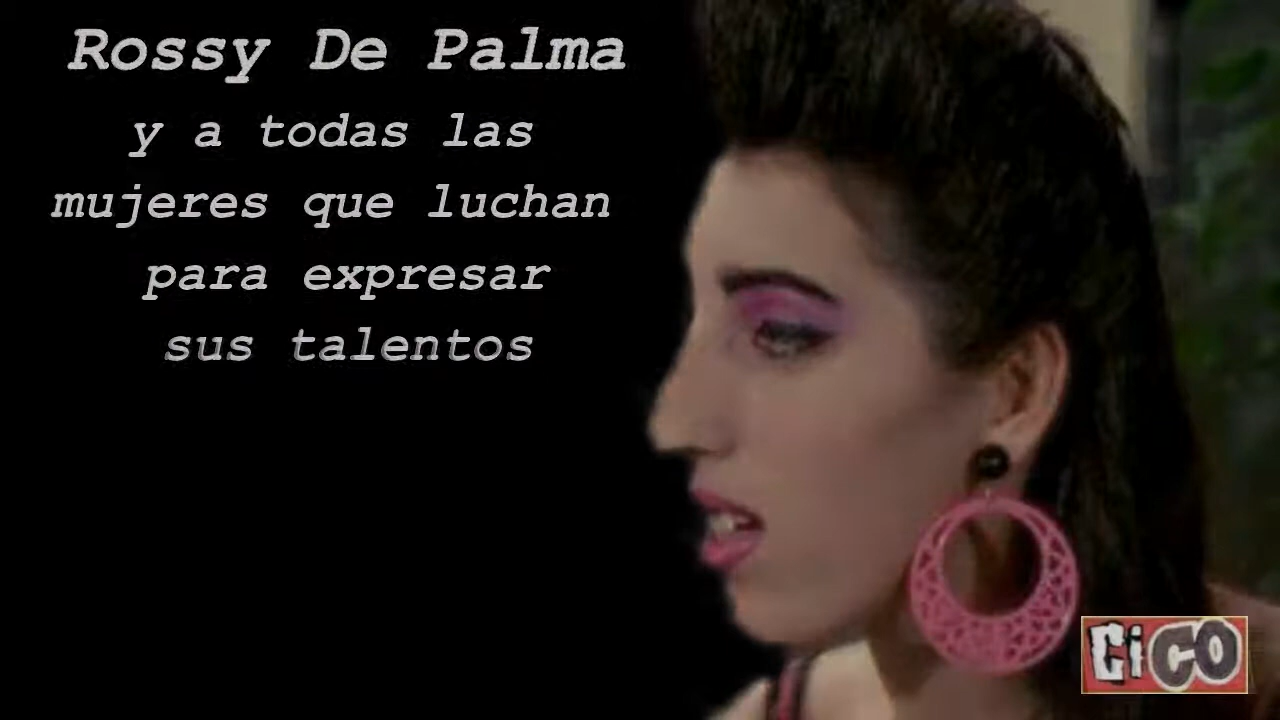 Rossy De Palma
y a todas las
mujeres que luchan
para expresar
sus talentos
CiCO